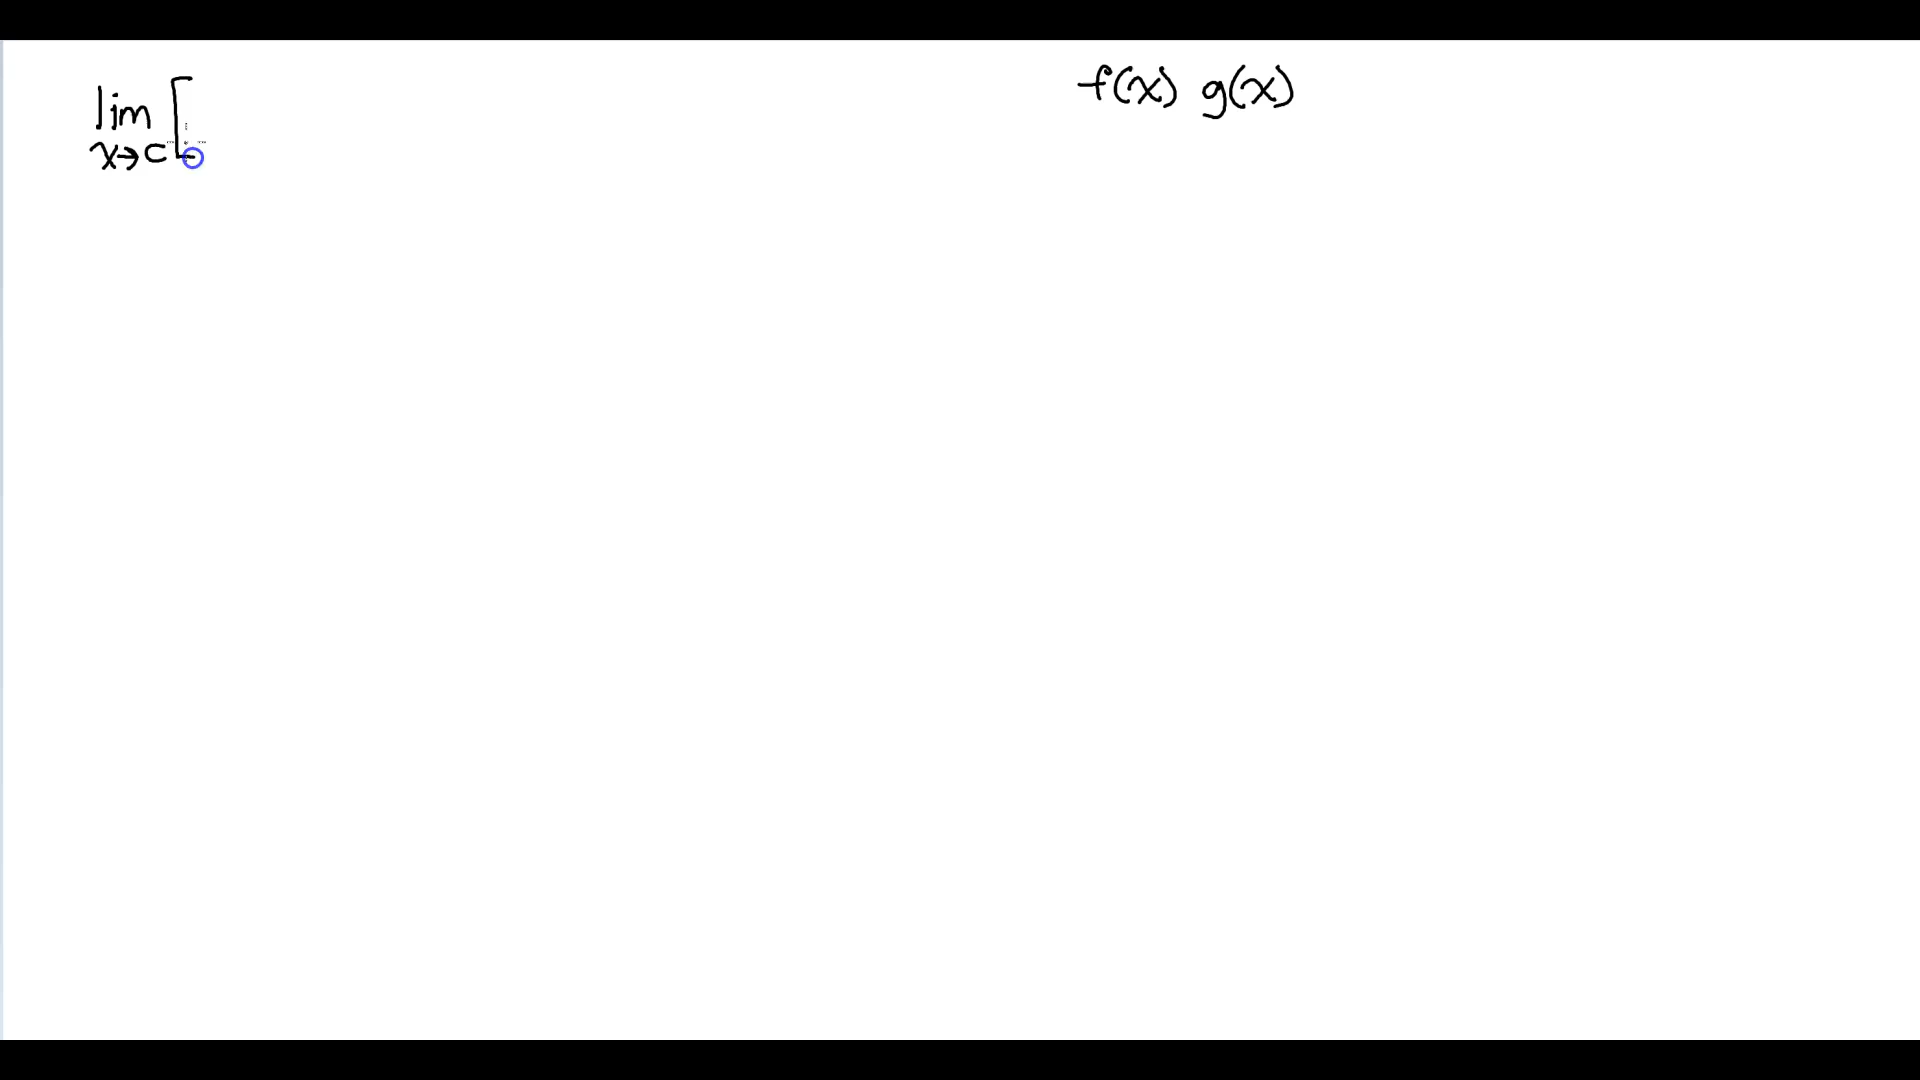 lim [ f(x) g(x)
x→c